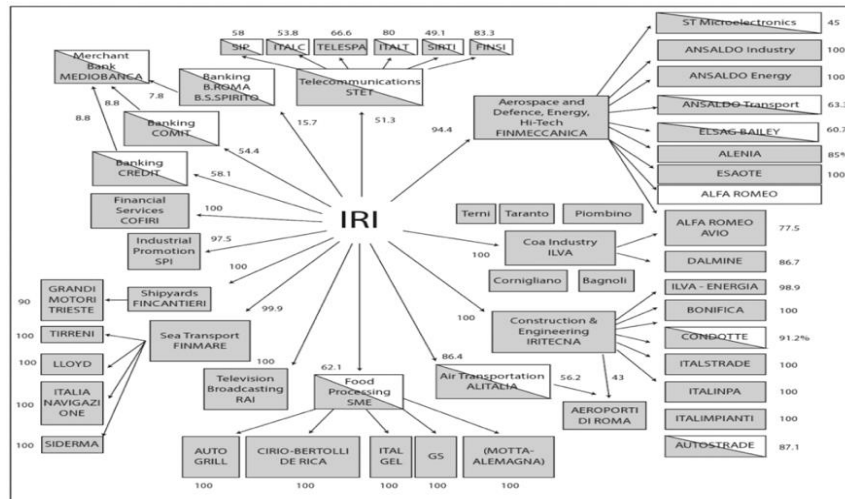 58
53.8
66.6
80
49.1
83.3
SIP
ITALC
TELESPA
ITALT
SIRTI
FINSI
Telecommunications
STET
Merchant
Bank
MEDIOBANCA
7.8
8.8
8.8
Banking
B.ROMA
B.S.SPIRITO
15.7
51.3
94.4
Banking
COMIT
54.4
Banking
CREDIT
58.1
Aerospace and
Defence, Energy,
Hi-Tech
FINMECCANICA
ST Microelectronics
45
ANSALDO Industry
100
ANSALDO Energy
100
ANSALDO Transport
ELSAG BAILEY
ALENIA
85%
ESAOTE
100
ALFA ROMEO
IRI
Financial
Services
COFIRI
100
Industrial
Promotion
SPI
97.5
Terni
Taranto
Piombino
100
Coa Industry
ILVA
Cornigliano
Bagnoli
ALFA ROMEO
AVIO
77.5
DALMINE
86.7
GRANDI
MOTORI
TRIESTE
90
Shipyards
FINCANTIERI
100
Sea Transport
FINMARE
99.9
TIRRENI
100
LLOYD
100
ITALIA
NAVIGAZI
ONE
100
SIDERMA
100
100
Television
Broadcasting
RAI
62.1
Food
Processing
SME
86.4
Air Transportation
ALITALIA
56.2
43
AEROPORTI
DI ROMA
100
Construction &
Engineering
IRITECNA
ILVA - ENERGIA
98.9
BONIFICA
100
CONDOTTE
91.2%
ITALSTRADE
100
ITALINPA
100
ITALIMPIANTI
100
AUTOSTRADE
87.1
AUTO
GRILL
100
CIRIO-BERTOLLI
DE RICA
100
ITAL
GEL
100
GS
100
(MOTTA-
ALEMAGNA)
100